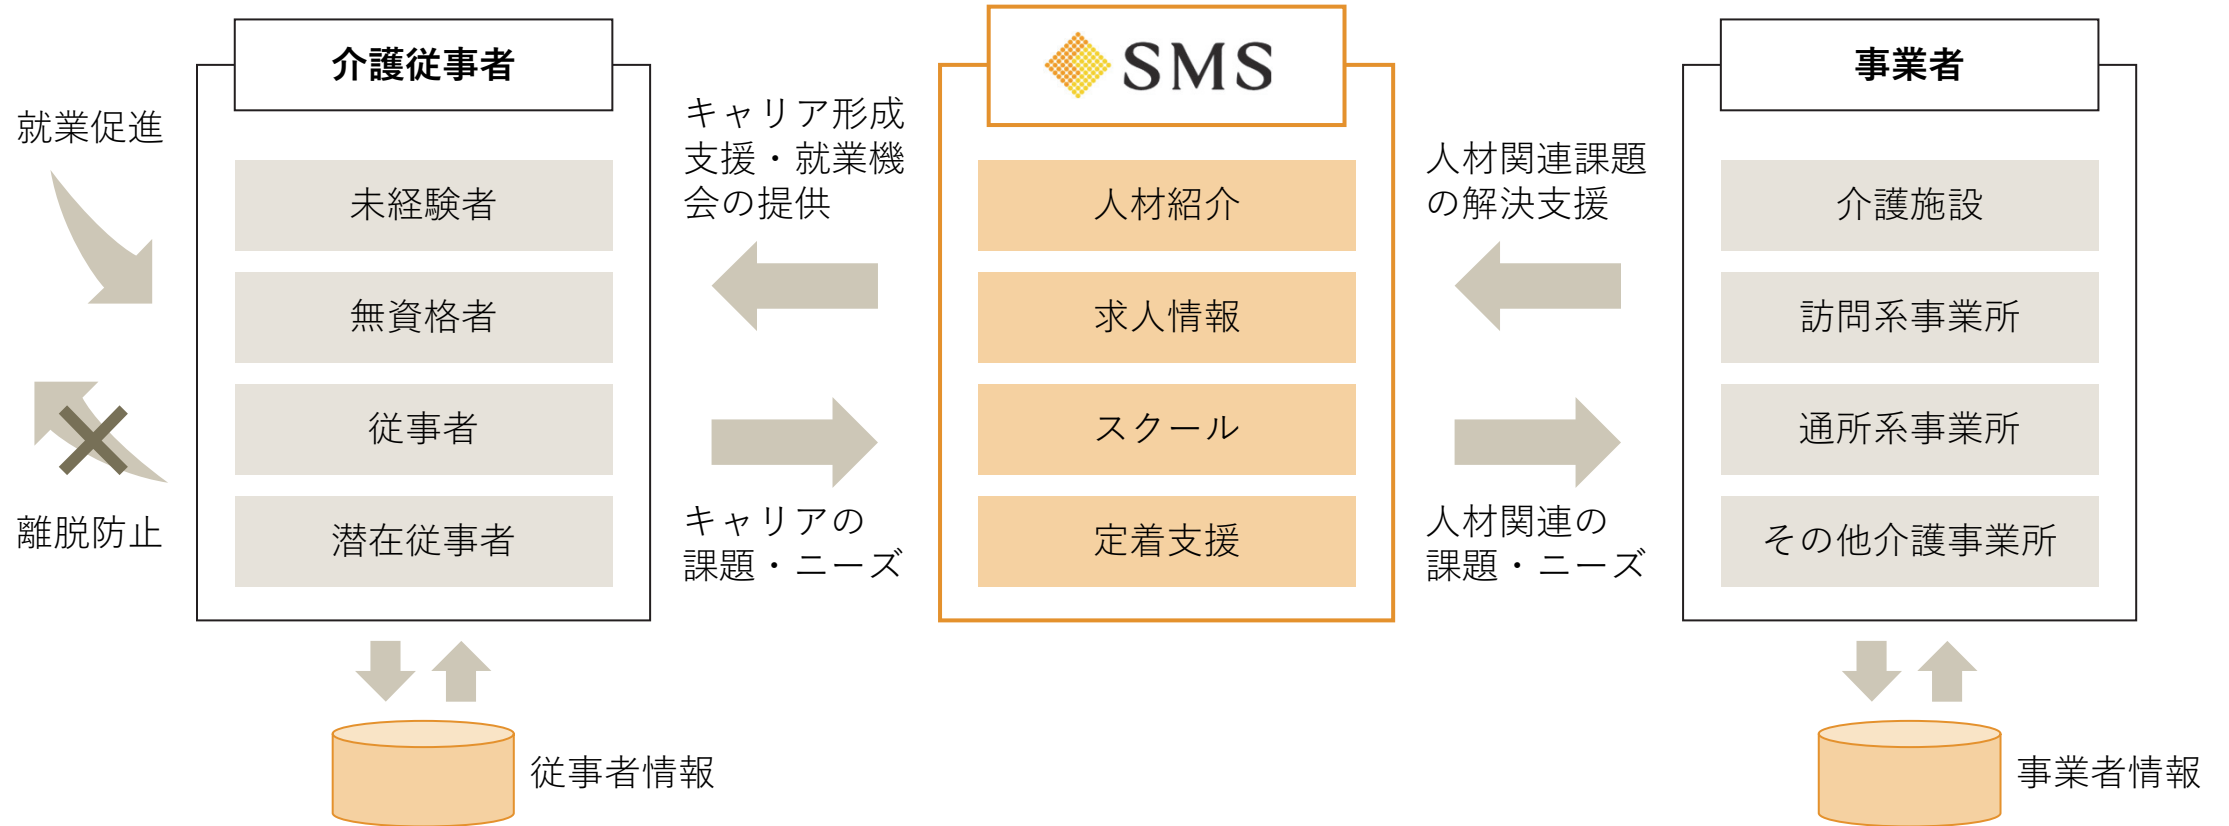 介護従事者
SMS
事業者
就業促進
離脱防止
未経験者
無資格者
従事者
潜在従事者
キャリア形成
支援・就業機
会の提供
キャリアの
課題・ニーズ
人材紹介
求人情報
スクール
定着支援
人材関連課題
の解決支援
人材関連の
課題・ニーズ
介護施設
訪問系事業所
通所系事業所
その他介護事業所
従事者情報
事業者情報